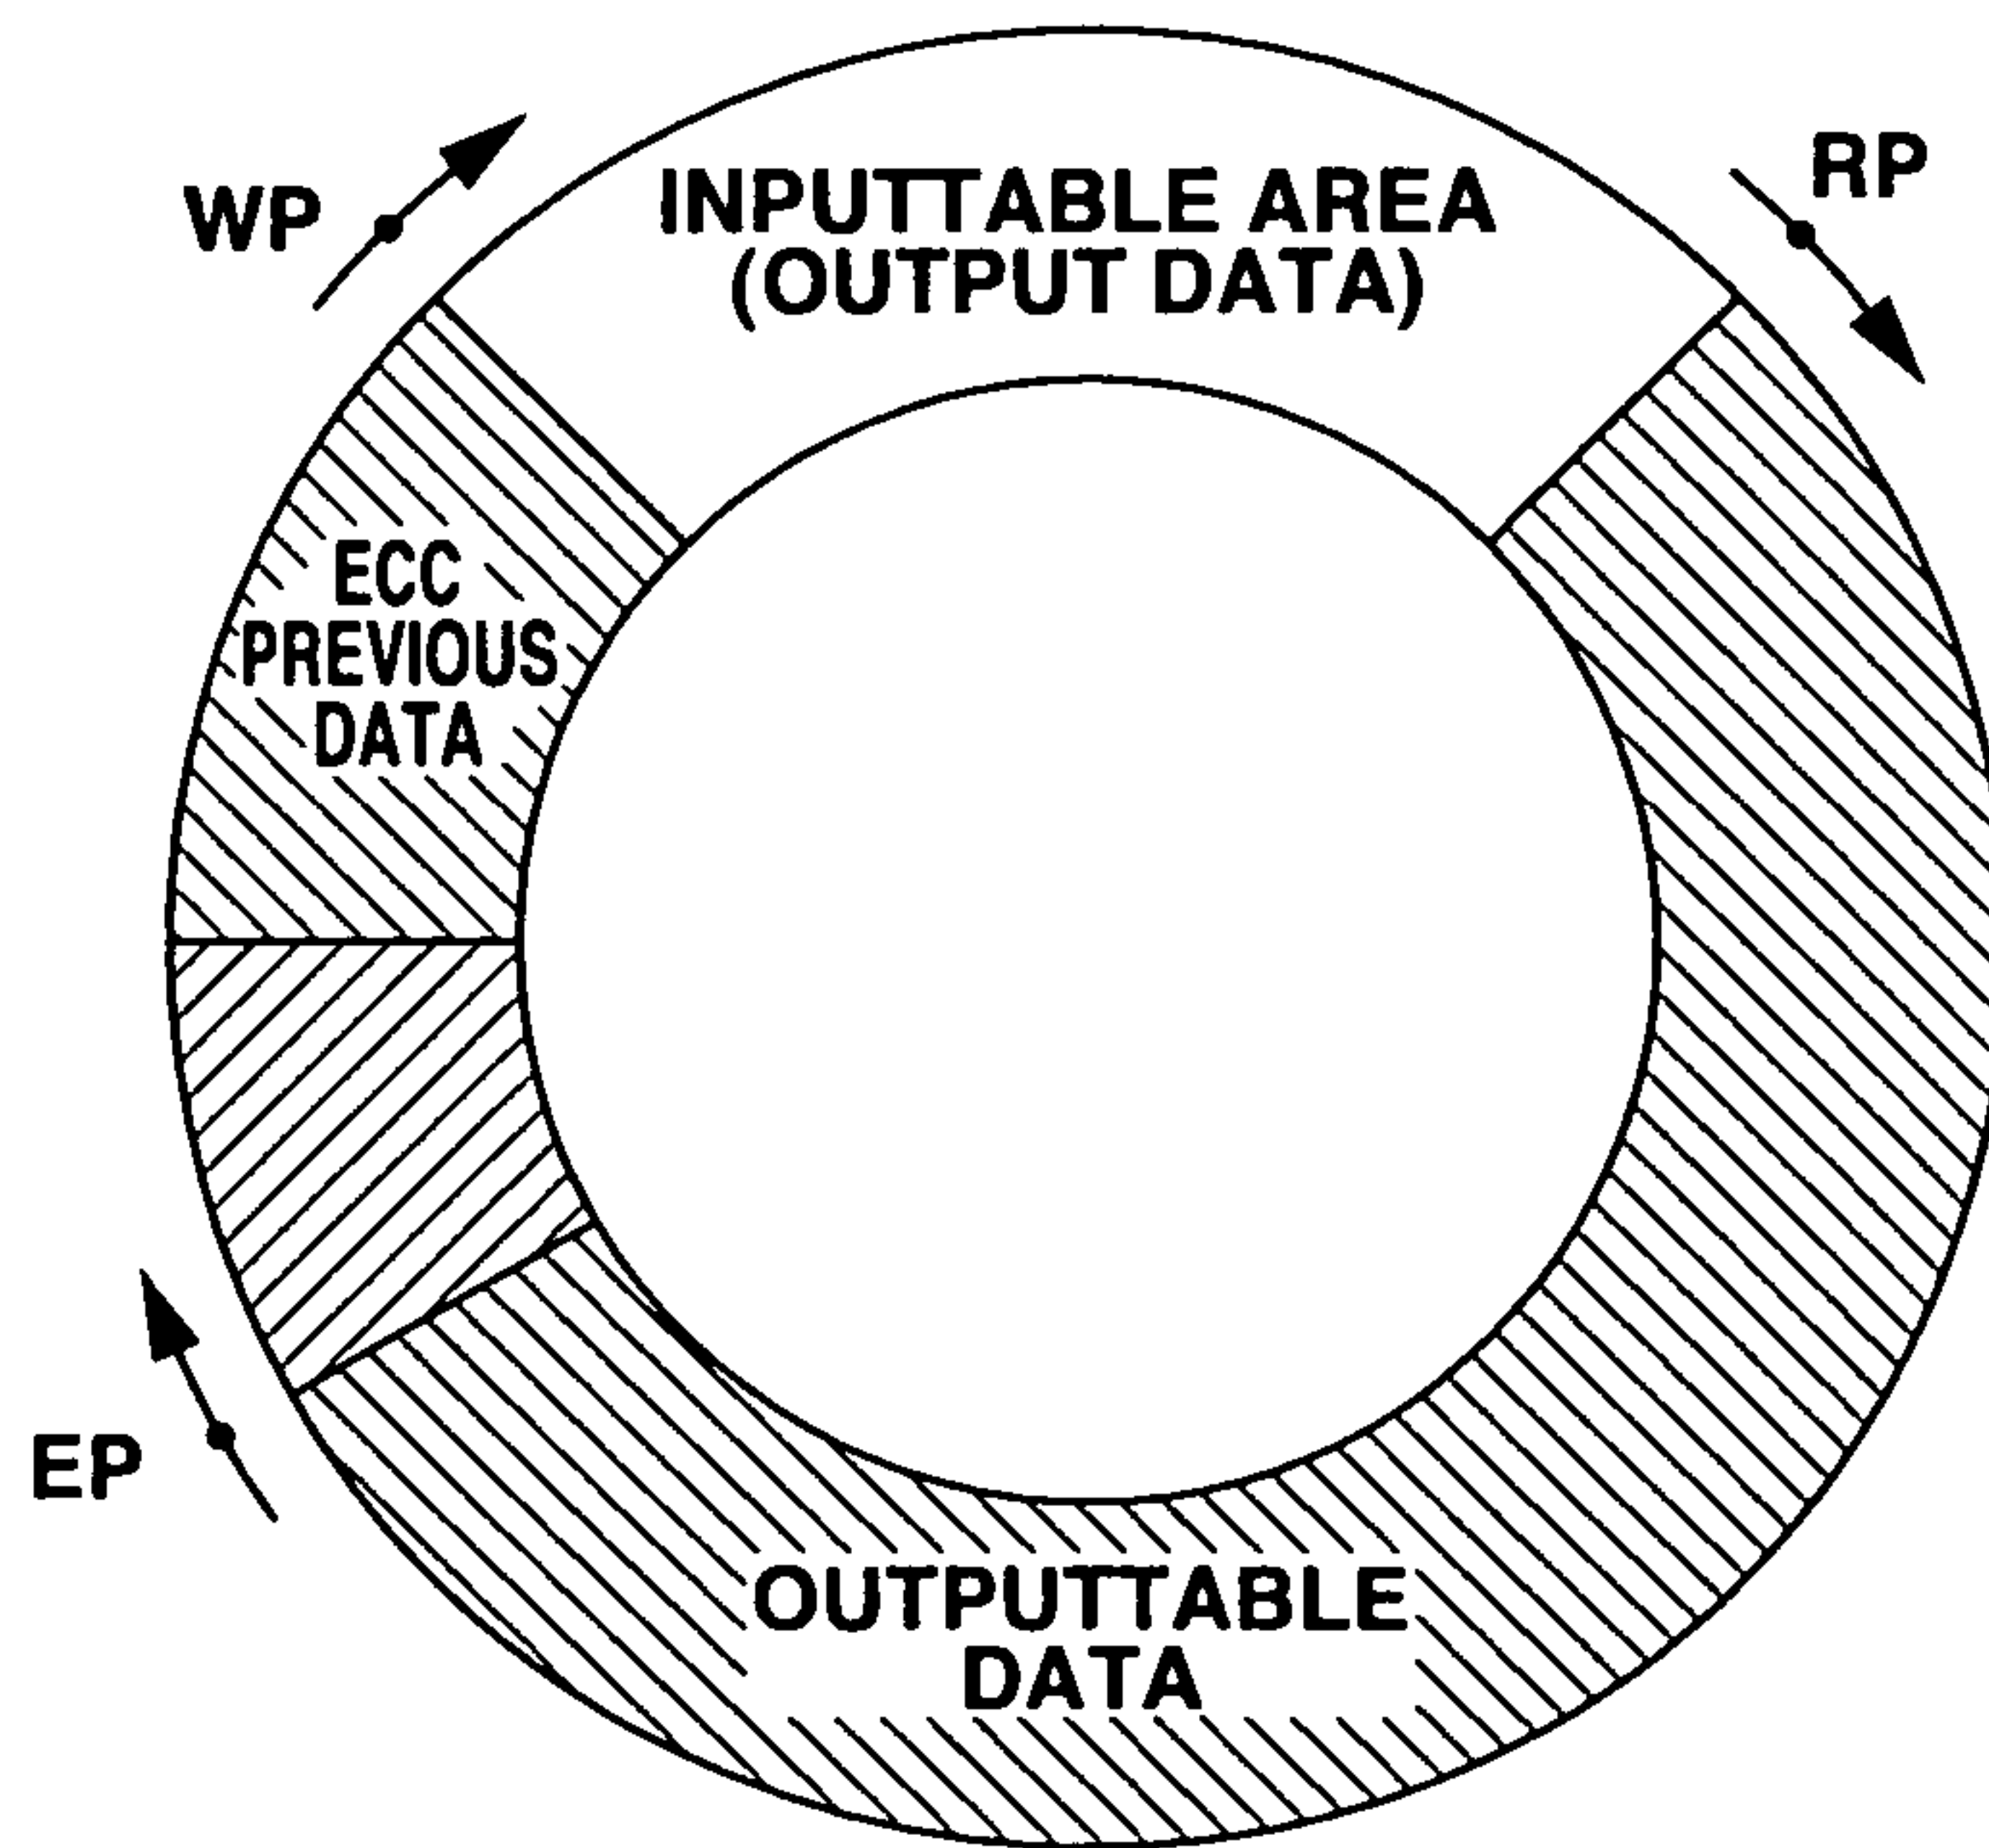 WP
RP
INPUTTABLE AREA
(OUTPUT DATA)
ECC
PREVIOUS
DATA
EP
OUTPUTTABLE
DATA